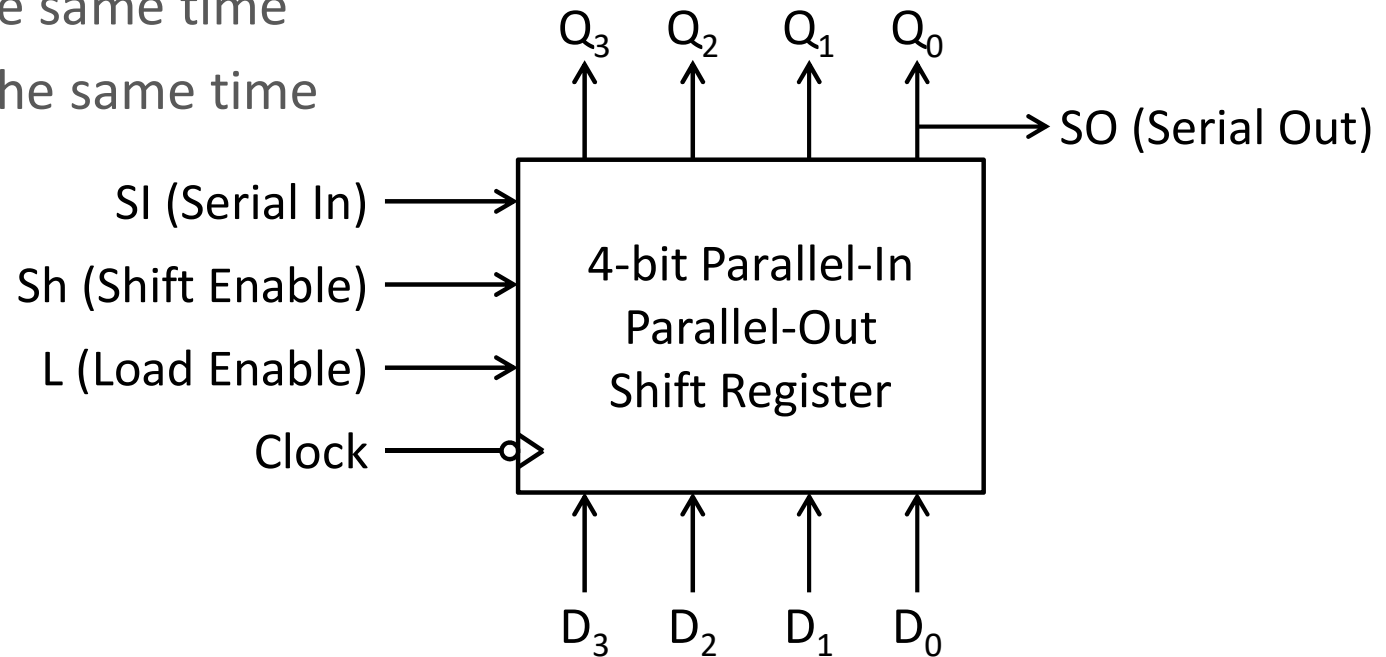 e same time
he same time
Q₃ Q₂ Q₁ Q₀
SO (Serial Out)
SI (Serial In)
Sh (Shift Enable)
L (Load Enable)
Clock
4-bit Parallel-In
Parallel-Out
Shift Register
D₃ D₂ D₁ D₀